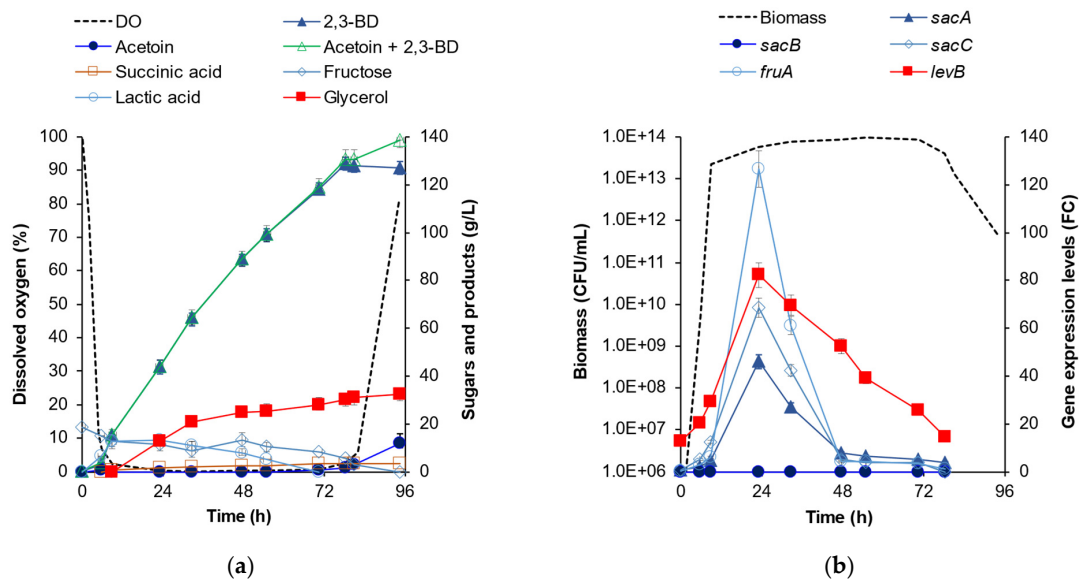 DO
2,3-BD
Acetoin
Acetoin + 2,3-BD
Succinic acid
Fructose
Lactic acid
Glycerol
Dissolved oxygen (%)
100
90
80
70
60
50
40
30
20
10
0
140
120
100
80
60
40
20
0
Sugars and products (g/L)
0 24 48 72 96
Time (h)
(a)
Biomass
sacA
sacB
sacC
fruA
levB
Biomass (CFU/mL)
1.0E+14
1.0E+13
1.0E+12
1.0E+11
1.0E+10
1.0E+09
1.0E+08
1.0E+07
1.0E+06
140
120
100
80
60
40
20
0
Gene expression levels (FC)
0 24 48 72 96
Time (h)
(b)